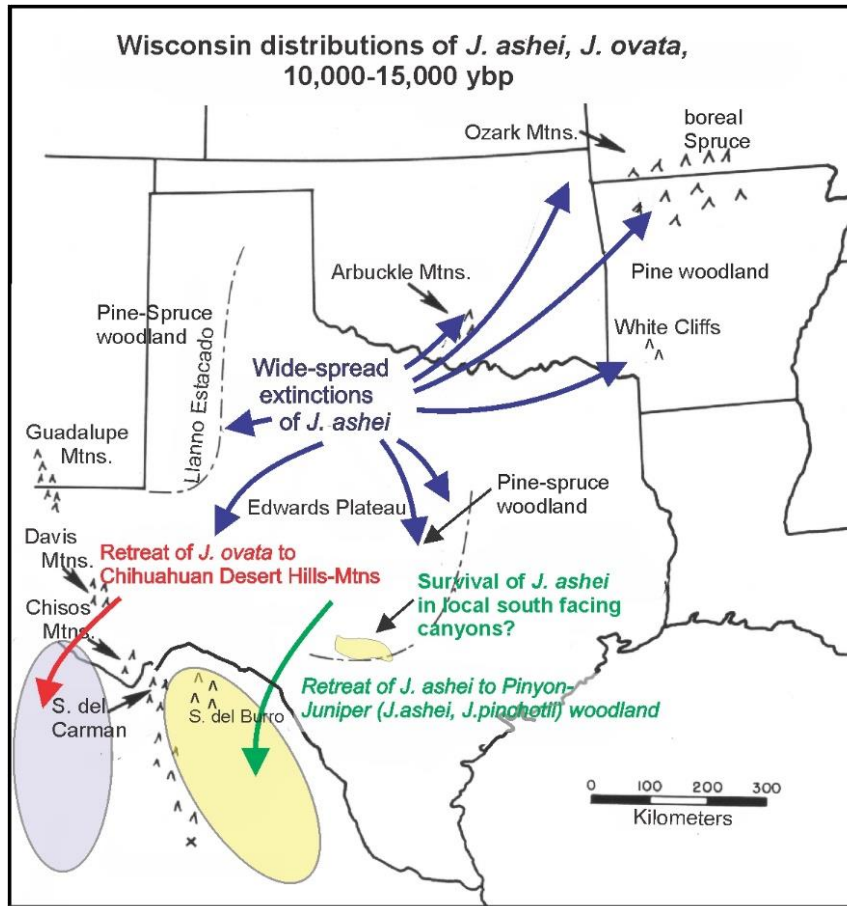 Wisconsin distributions of J. ashei, J. ovata,
10,000-15,000 ybp
boreal
Spruce
Ozark Mtns.
Arbuckle Mtns.
Pine woodland
Pine-Spruce
woodland
White Cliffs
Llanno Estacado
Wide-spread
extinctions
of J. ashei
Guadalupe
Mtns.
Pine-spruce
woodland
Edwards Plateau
Davis
Mtns.
Retreat of J. ovata to
Chihuahuan Desert Hills-Mtns
Survival of J. ashei
in local south facing
canyons?
Chisos
Mtns.
Retreat of J. ashei to Pinyon-
Juniper (J.ashei, J.pinchotii) woodland
S. del
Carman
S. del Burro
0 100 200 300
Kilometers